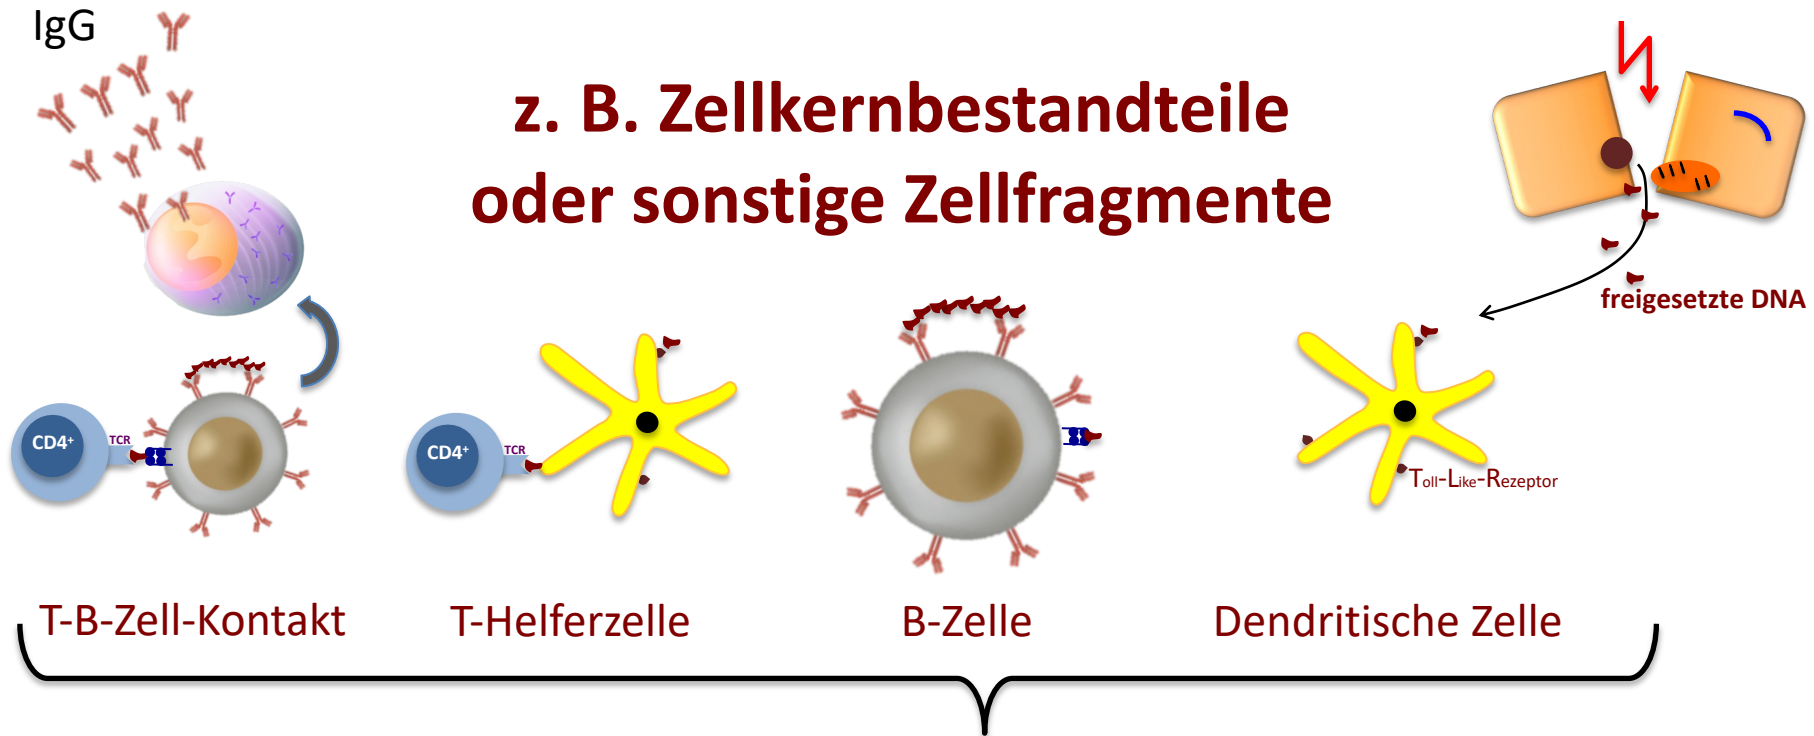 IgG
z. B. Zellkernbestandteile
oder sonstige Zellfragmente
freigesetzte DNA
CD4⁺
TCR
CD4⁺
TCR
Toll-Like-Rezeptor
T-B-Zell-Kontakt
T-Helferzelle
B-Zelle
Dendritische Zelle